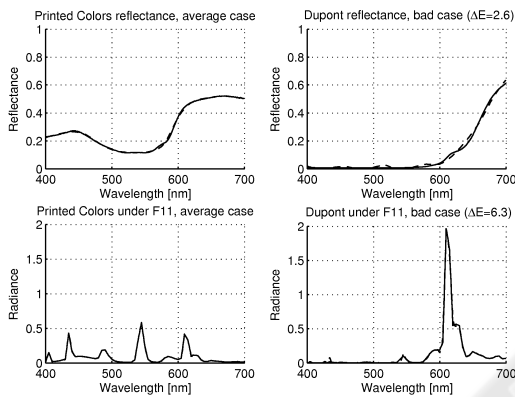 Printed Colors reflectance, average case
1
0.8
0.6
0.4
0.2
0
Reflectance
400 500 600 700
Wavelength [nm]
Dupont reflectance, bad case (ΔE=2.6)
1
0.8
0.6
0.4
0.2
0
Reflectance
400 500 600 700
Wavelength [nm]
Printed Colors under F11, average case
2
1.5
1
0.5
0
Radiance
400 500 600 700
Wavelength [nm]
Dupont under F11, bad case (ΔE=6.3)
2
1.5
1
0.5
0
Radiance
400 500 600 700
Wavelength [nm]